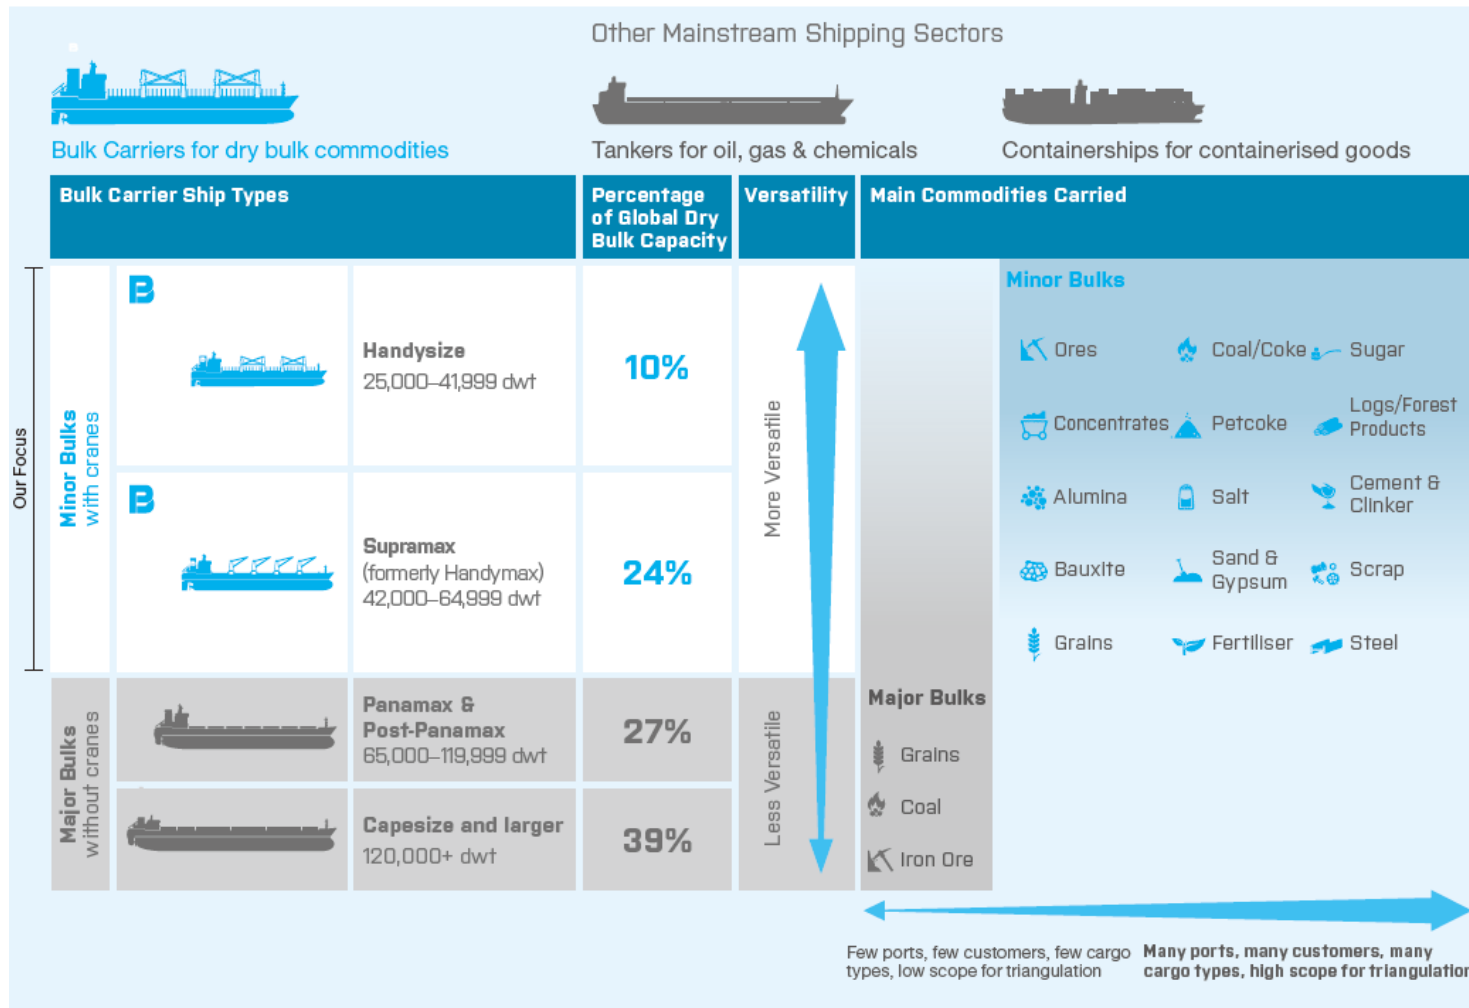 Other Mainstream Shipping Sectors
Bulk Carriers for dry bulk commodities
Tankers for oil, gas & chemicals
Containerships for containerised goods
Bulk Carrier Ship Types
Percentage
of Global Dry
Bulk Capacity
Versatility
Main Commodities Carried
Our Focus
Minor Bulks
with cranes
B
Handysize
25,000–41,999 dwt
10%
B
Supramax
(formerly Handymax)
42,000–64,999 dwt
24%
Major Bulks
without cranes
Panamax &
Post-Panamax
65,000–119,999 dwt
27%
Capesize and larger
120,000+ dwt
39%
More Versatile
Less Versatile
Major Bulks
Grains
Coal
Iron Ore
Minor Bulks
Ores
Coal/Coke
Sugar
Concentrates
Petcoke
Logs/Forest
Products
Alumina
Salt
Cement &
Clinker
Bauxite
Sand &
Gypsum
Scrap
Grains
Fertiliser
Steel
Few ports, few customers, few cargo
types, low scope for triangulation
Many ports, many customers, many
cargo types, high scope for triangulation